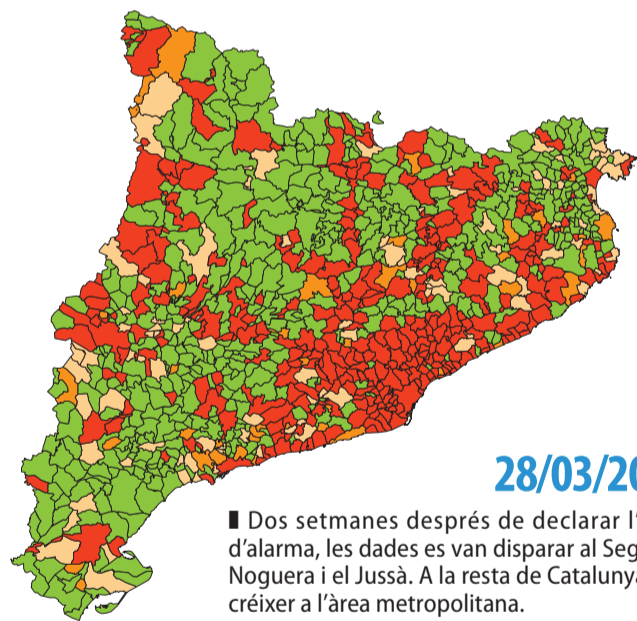 28/03/20
▮ Dos setmanes després de declarar l’
d’alarma, les dades es van disparar al Seg
Noguera i el Jussà. A la resta de Catalunya
créixer a l’àrea metropolitana.